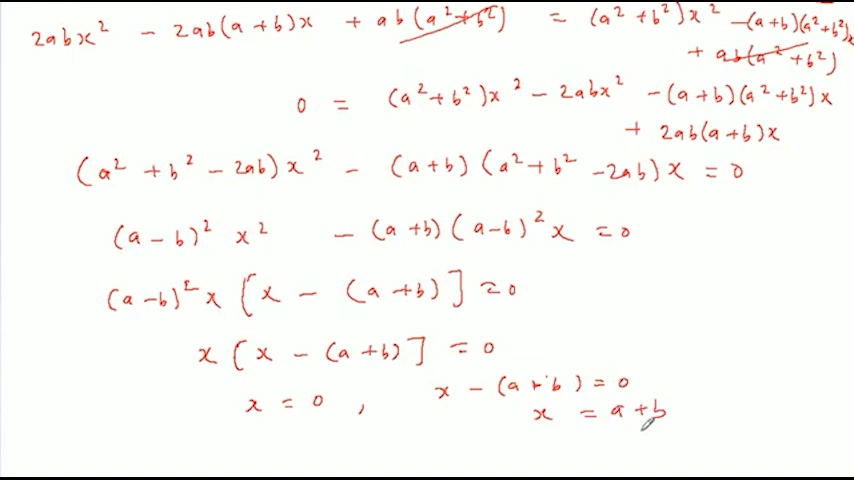 2abx² - 2ab(a+b)x + ab(a²+b²) = (a²+b²)x² -(a+b)(a²+b²)x
+ ab(a²+b²)
0 = (a²+b²)x² - 2abx² -(a+b)(a²+b²)x
+ 2ab(a+b)x
(a² + b² - 2ab)x² - (a+b)(a²+b² -2ab)x = 0
(a-b)² x² - (a+b)(a-b)² x = 0
(a-b)² x [x - (a+b)] = 0
x [x - (a+b)] = 0
x - (a+b) = 0
x = 0 , x = a+b